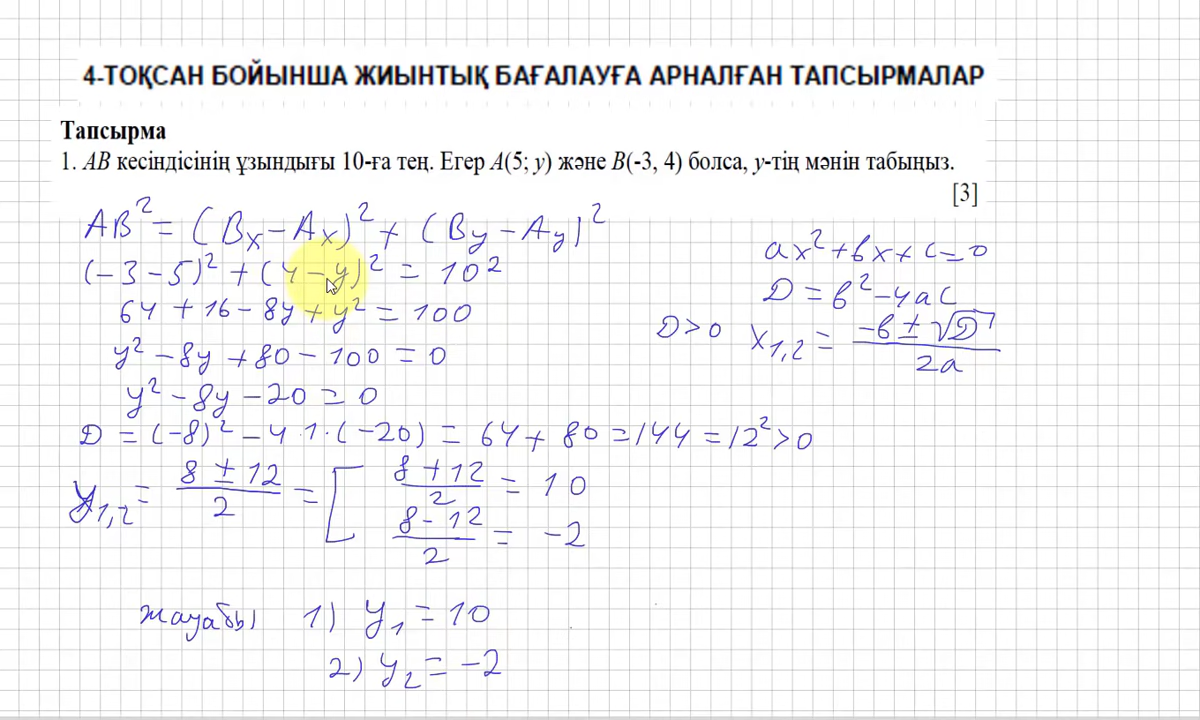 4-ТОҚСАН БОЙЫНША ЖИЫНТЫҚ БАҒАЛАУҒА АРНАЛҒАН ТАПСЫРМАЛАР
Тапсырма
1. AB кесіндісінің ұзындығы 10-ға тең. Егер A(5; y) және B(-3, 4) болса, y-тің мәнін табыңыз.
[3]
AB² = (Bx - Ax)² + (By - Ay)²
(-3 - 5)² + (4 - y)² = 10²
64 + 16 - 8y + y² = 100
y² - 8y + 80 - 100 = 0
y² - 8y - 20 = 0
D = (-8)² - 4·1·(-20) = 64 + 80 = 144 = 12² > 0
y₁,₂ = (8 ± 12)/2 = [ (8 + 12)/2 = 10
(8 - 12)/2 = -2
ax² + bx + c = 0
D = b² - 4ac
D > 0 x₁,₂ = (-b ± √D)/2a
жауабы 1) y₁ = 10
2) y₂ = -2